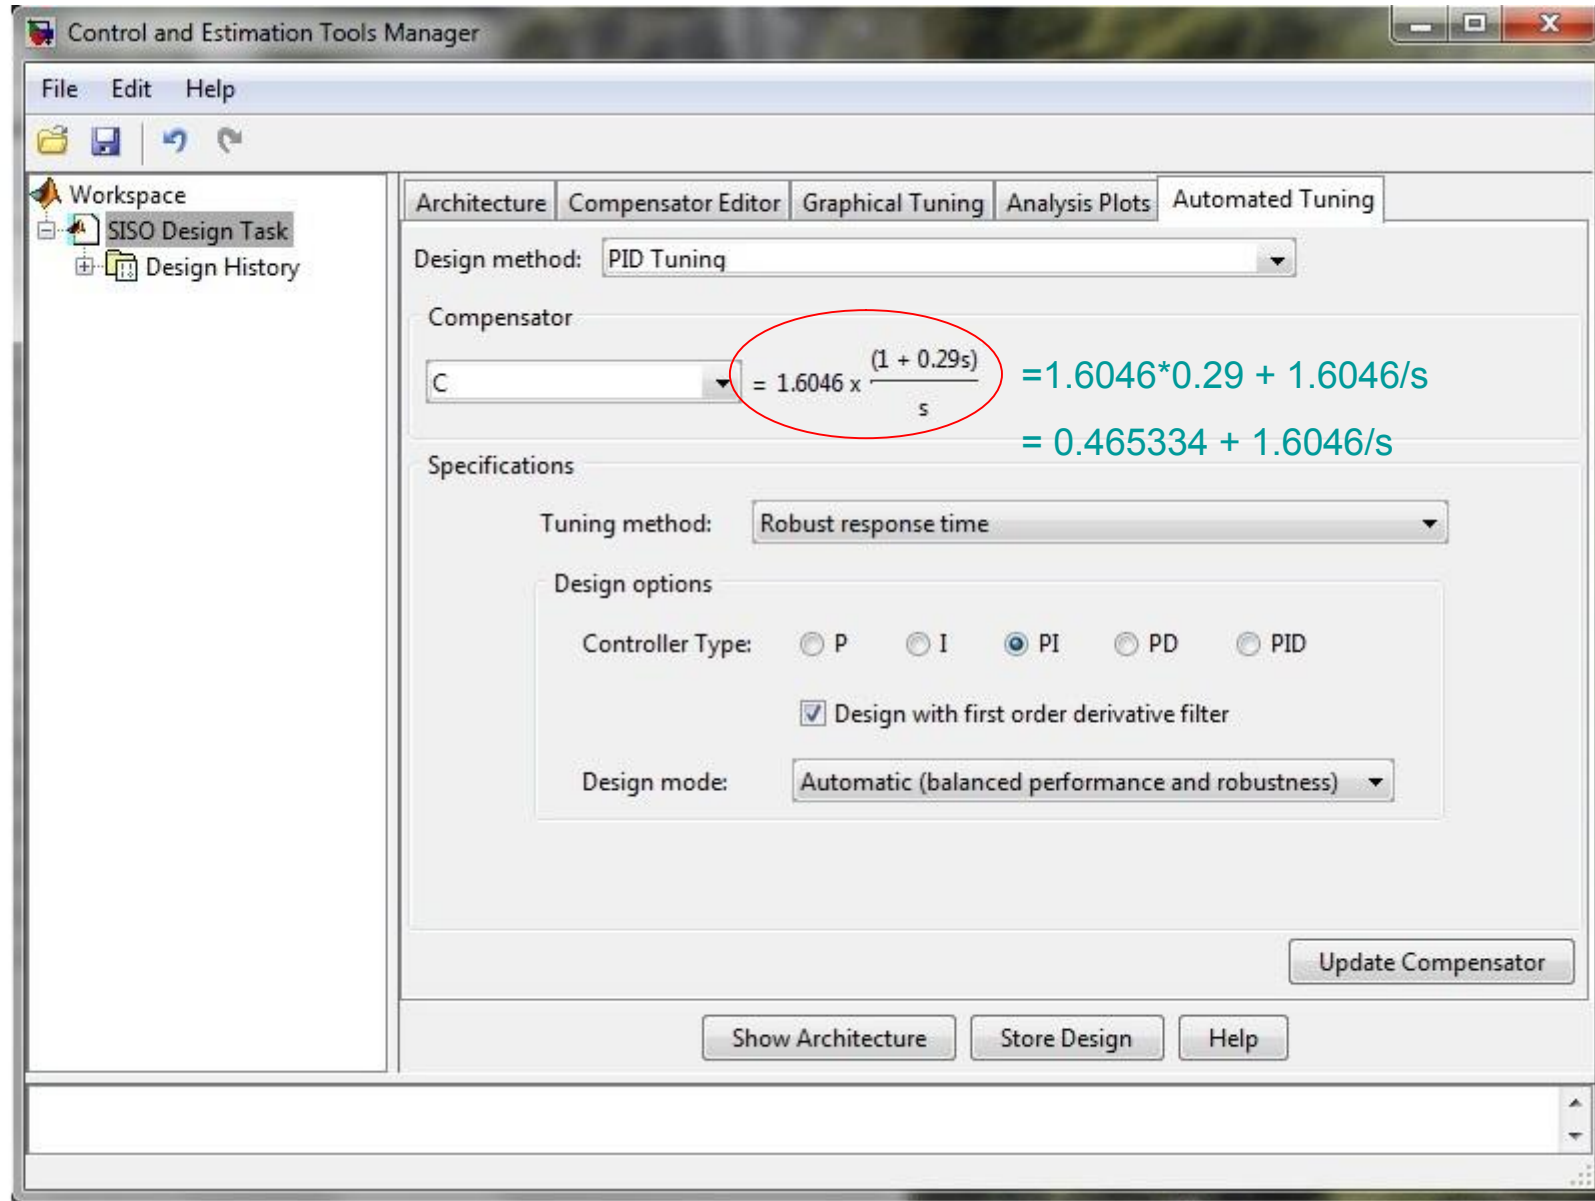 Control and Estimation Tools Manager
File Edit Help
Workspace
SISO Design Task
Design History
Architecture Compensator Editor Graphical Tuning Analysis Plots Automated Tuning
Design method: PID Tuning
Compensator
C = 1.6046 x (1 + 0.29s)
s
=1.6046*0.29 + 1.6046/s
= 0.465334 + 1.6046/s
Specifications
Tuning method: Robust response time
Design options
Controller Type: P I PI PD PID
Design with first order derivative filter
Design mode: Automatic (balanced performance and robustness)
Update Compensator
Show Architecture Store Design Help